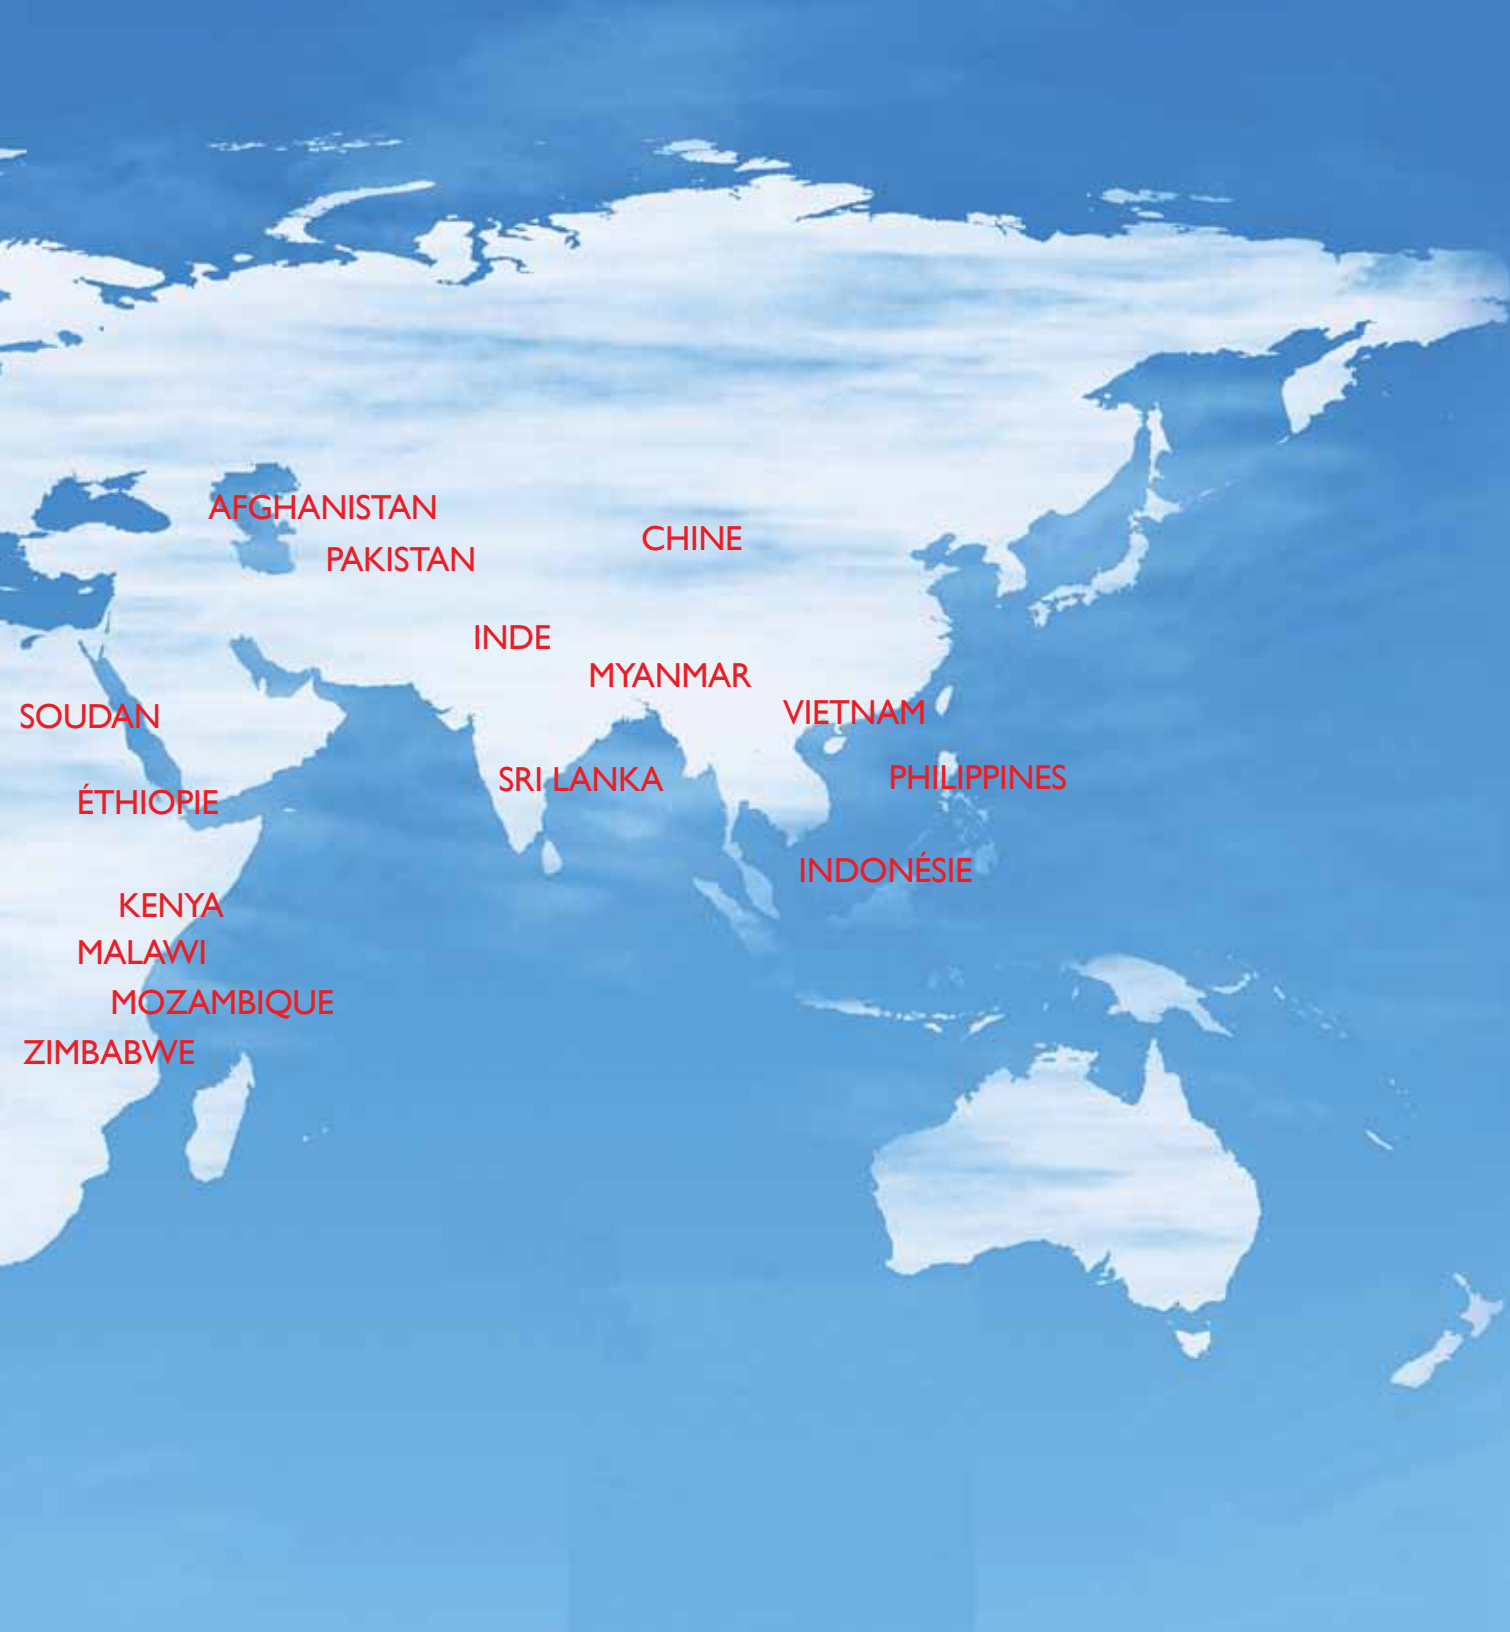 AFGHANISTAN
CHINE
PAKISTAN
INDE
MYANMAR
VIETNAM
SOUDAN
PHILIPPINES
SRI LANKA
ÉTHIOPIE
INDONÉSIE
KENYA
MALAWI
MOZAMBIQUE
ZIMBABWE